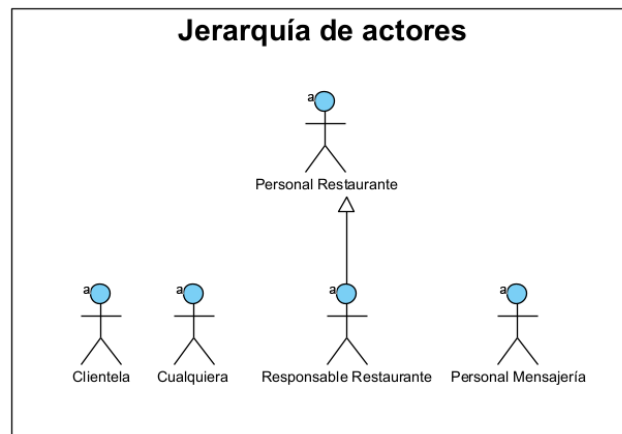 Jerarquía de actores
a
Personal Restaurante
a
a
a
a
Clientela
Cualquiera
Responsable Restaurante
Personal Mensajería